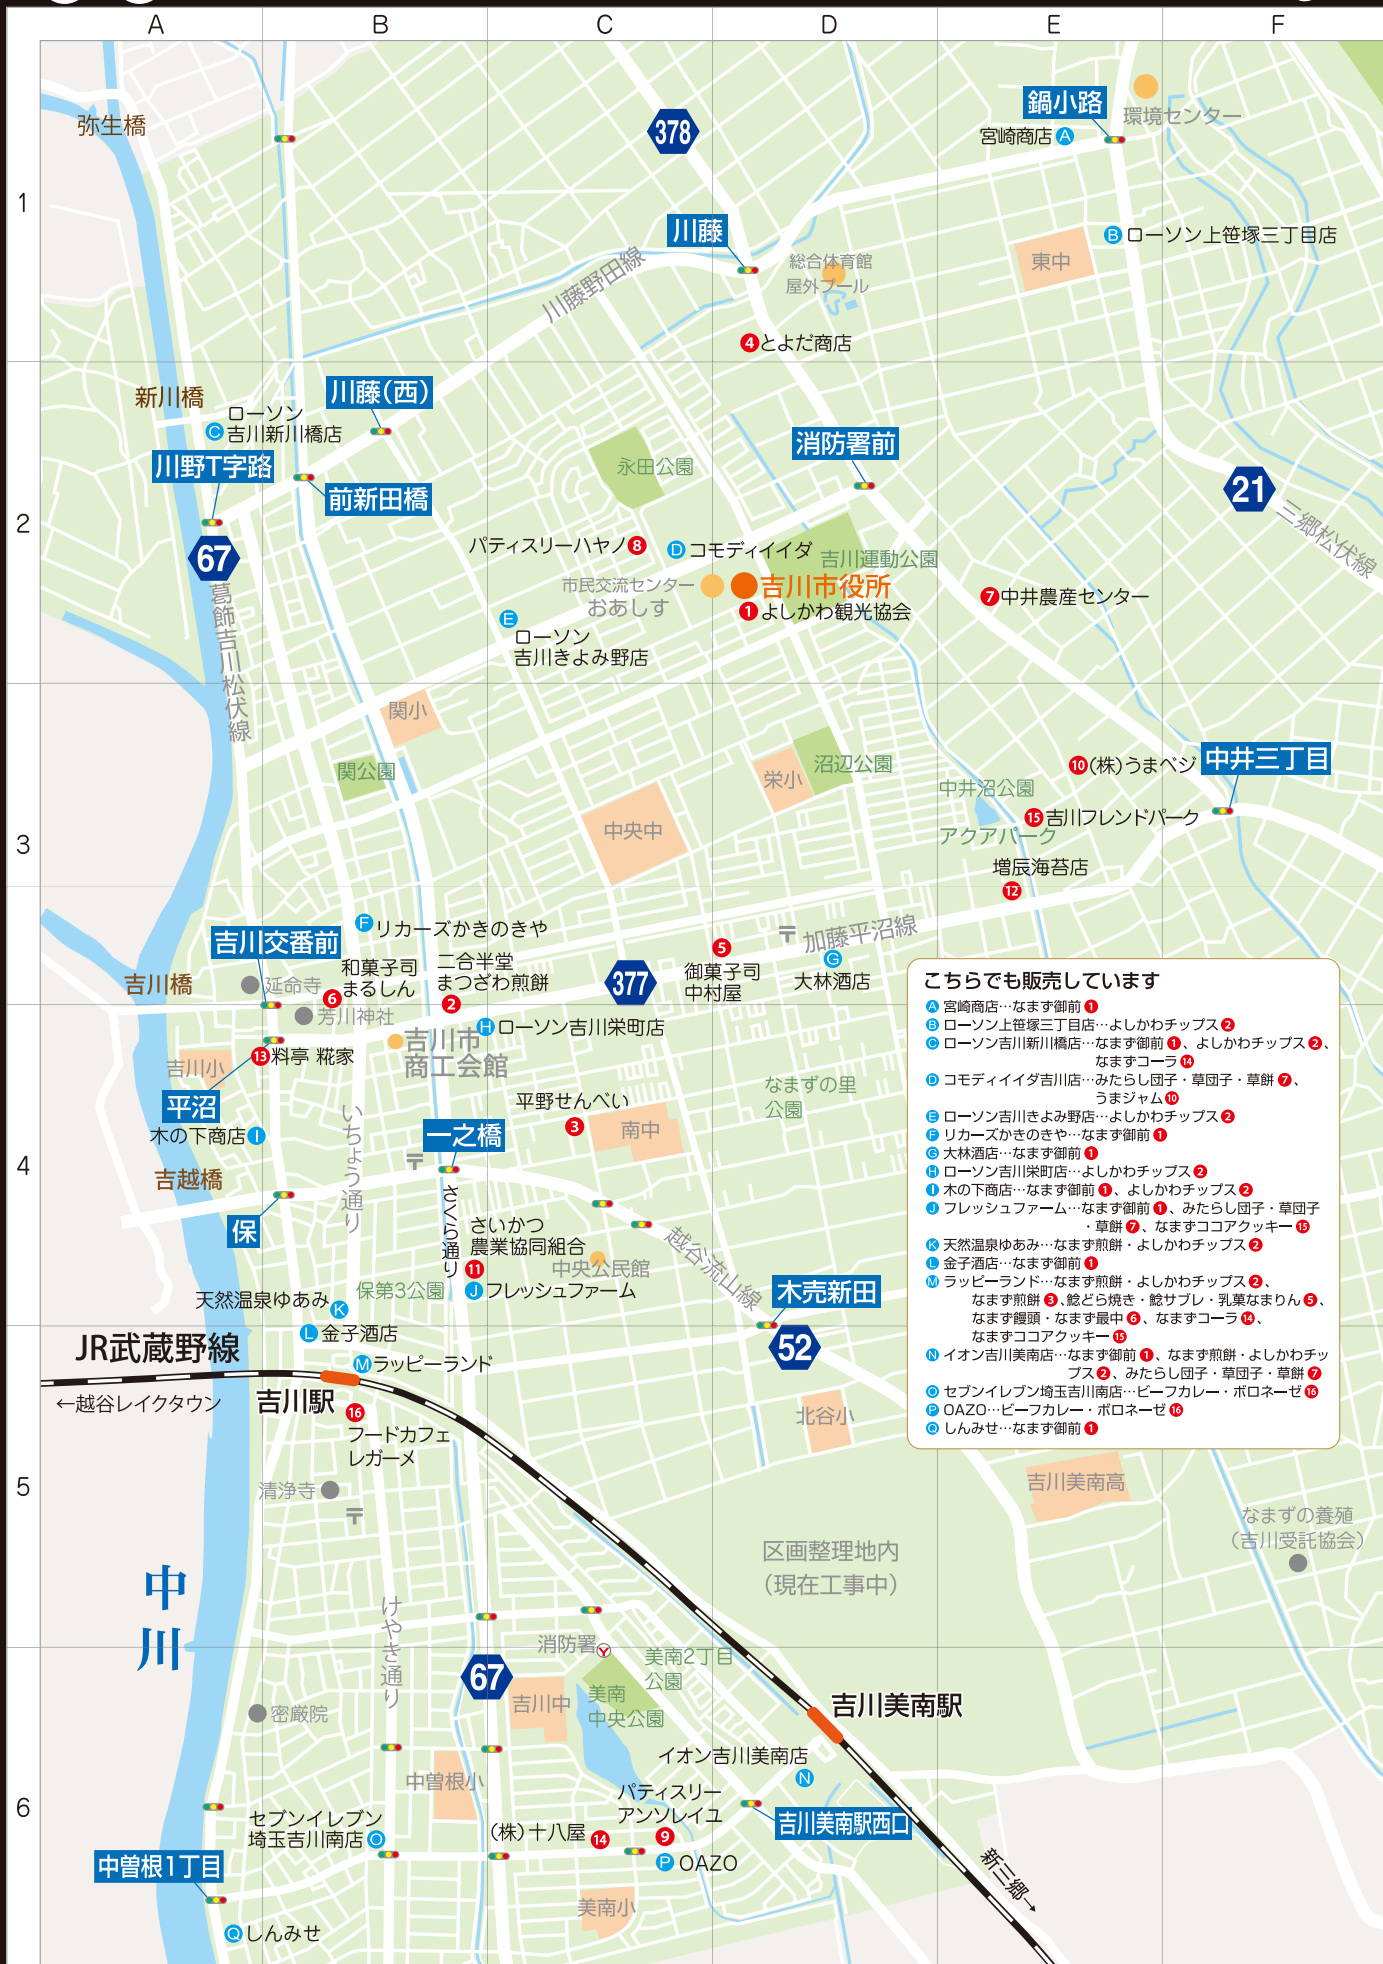 A
B
C
D
E
F
1
2
3
4
5
6
弥生橋
378
鍋小路
環境センター
宮崎商店 A
川藤
B ローソン上笹塚三丁目店
東中
総合体育館
屋外プール
川藤野田線
4 とよだ商店
新川橋
川藤(西)
ローソン
C 吉川新川橋店
川野T字路
前新田橋
消防署前
永田公園
21
三郷松伏線
67
葛飾吉川松伏線
パティスリーハヤノ 8
D コモディイイダ
吉川運動公園
市民交流センター
おあしす
吉川市役所
1 よしかわ観光協会
7 中井農産センター
E
ローソン
吉川きよみ野店
関小
関公園
栄小
沼辺公園
中央中
10 (株)うまベジ
中井三丁目
中井沼公園
15 吉川フレンドパーク
アクアパーク
増辰海苔店
12
F リカーズかきのきや
吉川交番前
加藤平沼線
5
御菓子司
中村屋
G
大林酒店
吉川橋
延命寺
和菓子司
6 まるしん
二合半堂
まつざわ煎餅
2
377
芳川神社
H ローソン吉川栄町店
吉川市
商工会館
吉川小
13 料亭 糀家
平沼
木の下商店 I
いちょう通り
平野せんべい
3
南中
なまずの里
公園
一之橋
吉越橋
保
さくら通り
さいかつ
農業協同組合
11
中央公民館
越谷流山線
保第3公園
J フレッシュファーム
天然温泉ゆあみ K
木売新田
52
L 金子酒店
JR武蔵野線
M ラッピーランド
←越谷レイクタウン
吉川駅
16
フードカフェ
レガーメ
北谷小
清浄寺
吉川美南高
なまずの養殖
(吉川受託協会)
区画整理地内
(現在工事中)
中川
けやき通り
消防署
美南2丁目
公園
67
吉川中
美南
中央公園
密厳院
吉川美南駅
イオン吉川美南店
N
中曽根小
パティスリー
アンソレイユ
9
吉川美南駅西口
セブンイレブン
埼玉吉川南店 O
(株)十八屋 14
P OAZO
中曽根1丁目
美南小
新三郷→
Q しんみせ
こちらでも販売しています
A 宮崎商店…なまず御前 1
B ローソン上笹塚三丁目店…よしかわチップス 2
C ローソン吉川新川橋店…なまず御前 1、よしかわチップス 2、
なまずコーラ 14
D コモディイイダ吉川店…みたらし団子・草団子・草餅 7、
うまジャム 10
E ローソン吉川きよみ野店…よしかわチップス 2
F リカーズかきのきや…なまず御前 1
G 大林酒店…なまず御前 1
H ローソン吉川栄町店…よしかわチップス 2
I 木の下商店…なまず御前 1、よしかわチップス 2
J フレッシュファーム…なまず御前 1、みたらし団子・草団子
・草餅 7、なまずココアクッキー 15
K 天然温泉ゆあみ…なまず煎餅・よしかわチップス 2
L 金子酒店…なまず御前 1
M ラッピーランド…なまず煎餅・よしかわチップス 2、
なまず煎餅 3、鯰どら焼き・鯰サブレ・乳菓なまりん 5、
なまず饅頭・なまず最中 6、なまずコーラ 14、
なまずココアクッキー 15
N イオン吉川美南店…なまず御前 1、なまず煎餅・よしかわチッ
プス 2、みたらし団子・草団子・草餅 7
O セブンイレブン埼玉吉川南店…ビーフカレー・ボロネーゼ 16
P OAZO…ビーフカレー・ボロネーゼ 16
Q しんみせ…なまず御前 1